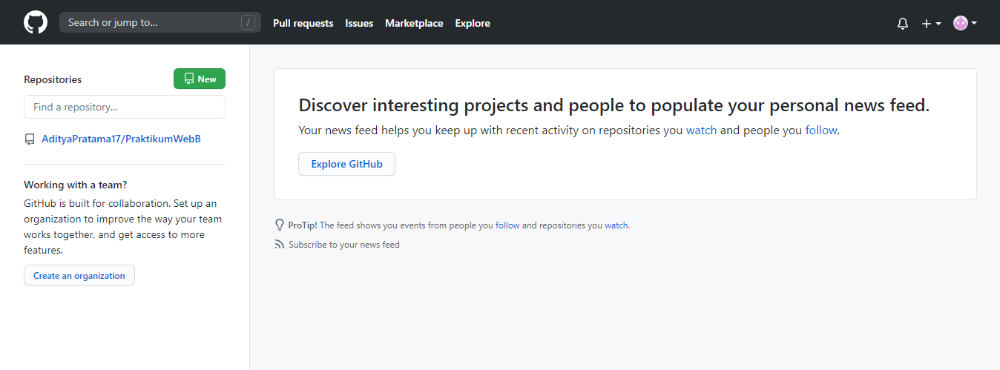 Search or jump to...
/
Pull requests
Issues
Marketplace
Explore
Repositories
New
Find a repository...
AdityaPratama17/PraktikumWebB
Working with a team?
GitHub is built for collaboration. Set up an
organization to improve the way your team
works together, and get access to more
features.
Create an organization
Discover interesting projects and people to populate your personal news feed.
Your news feed helps you keep up with recent activity on repositories you watch and people you follow.
Explore GitHub
ProTip! The feed shows you events from people you follow and repositories you watch.
Subscribe to your news feed